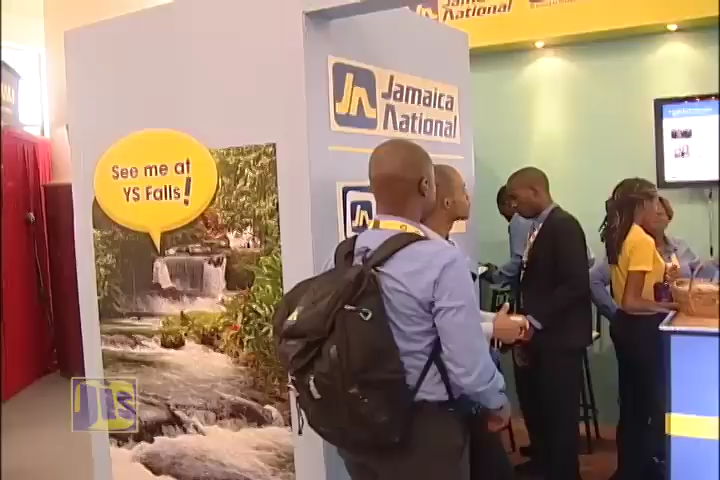 Jamaica
National
JN
Jamaica
National
See me at
YS Falls!
JN
JIS